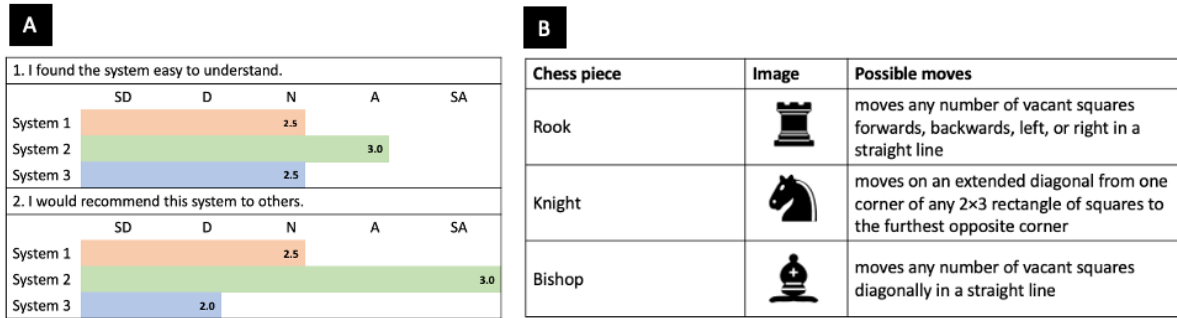 A
1. I found the system easy to understand.
SD D N A SA
System 1 2.5
System 2 3.0
System 3 2.5
2. I would recommend this system to others.
SD D N A SA
System 1 2.5
System 2 3.0
System 3 2.0
B
Chess piece Image Possible moves
Rook
moves any number of vacant squares
forwards, backwards, left, or right in a
straight line
Knight
moves on an extended diagonal from one
corner of any 2×3 rectangle of squares to
the furthest opposite corner
Bishop
moves any number of vacant squares
diagonally in a straight line